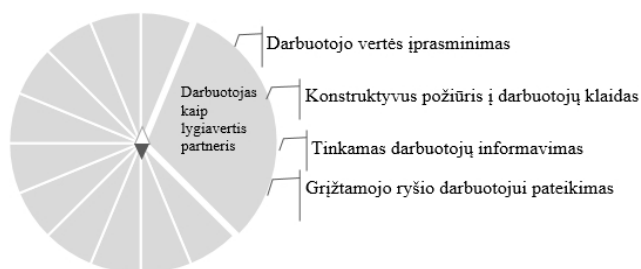 Darbuotojo vertės įprasminimas
Darbuotojas
kaip
lygiavertis
partneris
Konstruktyvus požiūris į darbuotojų klaidas
Tinkamas darbuotojų informavimas
Grįžtamojo ryšio darbuotojui pateikimas